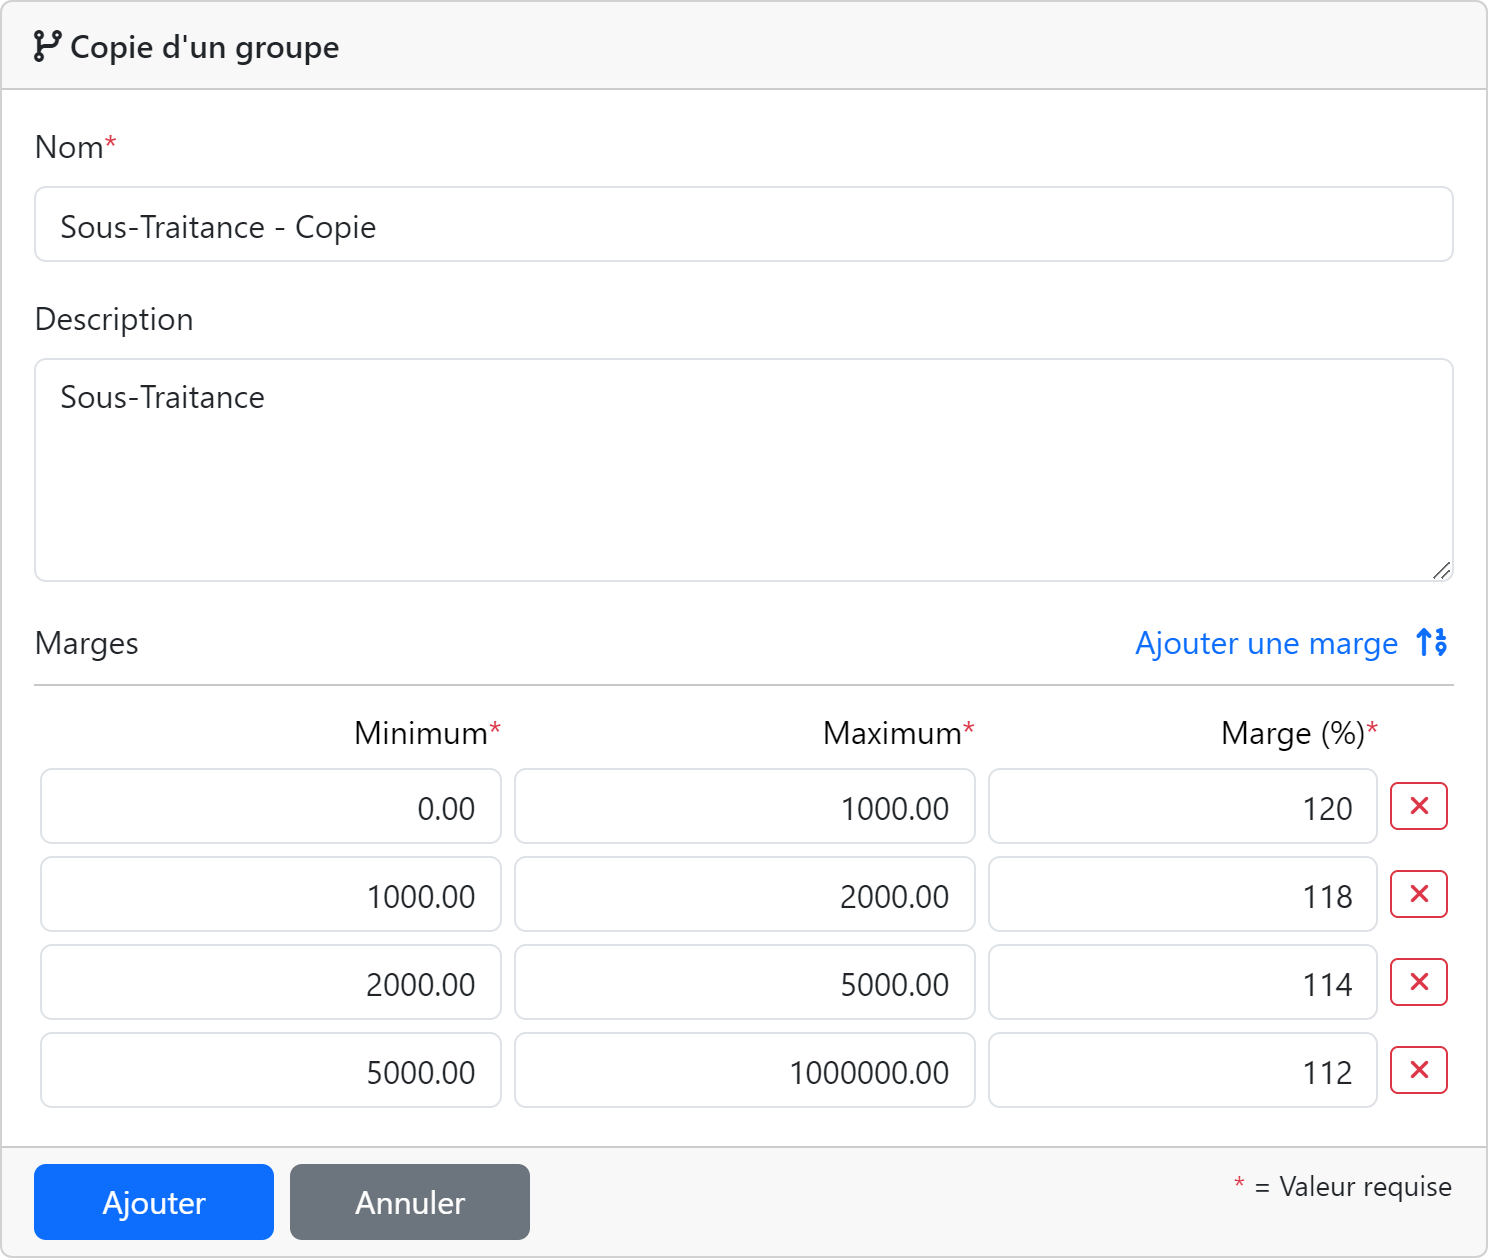 Copie d'un groupe
Nom*
Sous-Traitance - Copie
Description
Sous-Traitance
Marges
Ajouter une marge
Minimum* Maximum* Marge (%)*
0.00 1000.00 120
1000.00 2000.00 118
2000.00 5000.00 114
5000.00 1000000.00 112
Ajouter Annuler * = Valeur requise